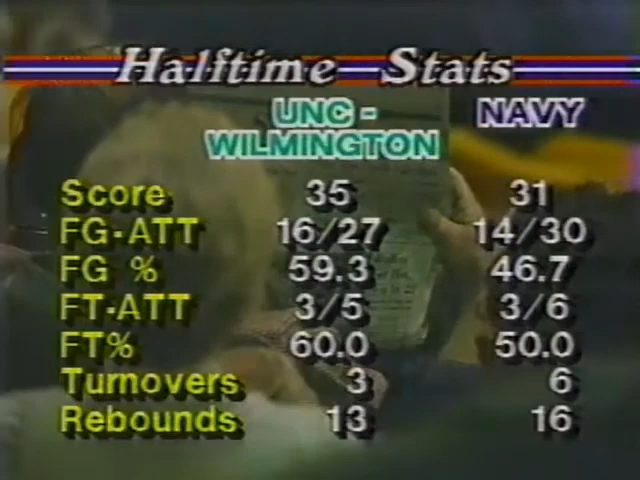 Halftime Stats
UNC - NAVY
WILMINGTON
Score 35 31
FG-ATT 16/27 14/30
FG % 59.3 46.7
FT-ATT 3/5 3/6
FT% 60.0 50.0
Turnovers 3 6
Rebounds 13 16